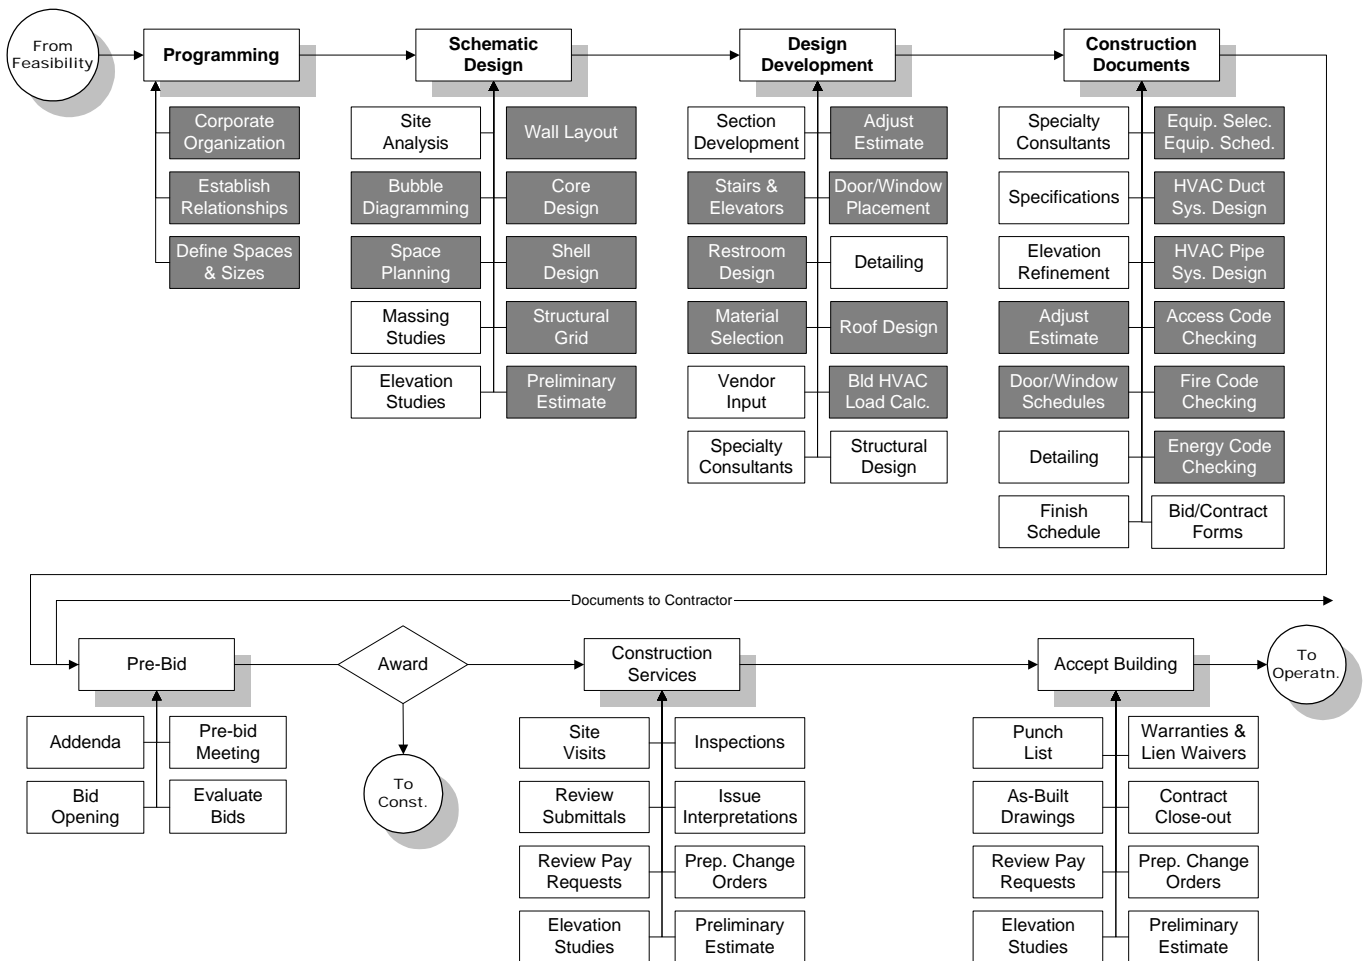 From
Feasibility
Programming
Schematic
Design
Design
Development
Construction
Documents
Corporate
Organization
Establish
Relationships
Define Spaces
& Sizes
Site
Analysis
Wall Layout
Bubble
Diagramming
Core
Design
Space
Planning
Shell
Design
Massing
Studies
Structural
Grid
Elevation
Studies
Preliminary
Estimate
Section
Development
Adjust
Estimate
Stairs &
Elevators
Door/Window
Placement
Restroom
Design
Detailing
Material
Selection
Roof Design
Vendor
Input
Bld HVAC
Load Calc.
Specialty
Consultants
Structural
Design
Specialty
Consultants
Equip. Selec.
Equip. Sched.
Specifications
HVAC Duct
Sys. Design
Elevation
Refinement
HVAC Pipe
Sys. Design
Adjust
Estimate
Access Code
Checking
Door/Window
Schedules
Fire Code
Checking
Detailing
Energy Code
Checking
Finish
Schedule
Bid/Contract
Forms
Documents to Contractor
Pre-Bid
Award
Construction
Services
Accept Building
To
Operatn.
Addenda
Pre-bid
Meeting
Bid
Opening
Evaluate
Bids
To
Const.
Site
Visits
Inspections
Review
Submittals
Issue
Interpretations
Review Pay
Requests
Prep. Change
Orders
Elevation
Studies
Preliminary
Estimate
Punch
List
Warranties &
Lien Waivers
As-Built
Drawings
Contract
Close-out
Review Pay
Requests
Prep. Change
Orders
Elevation
Studies
Preliminary
Estimate